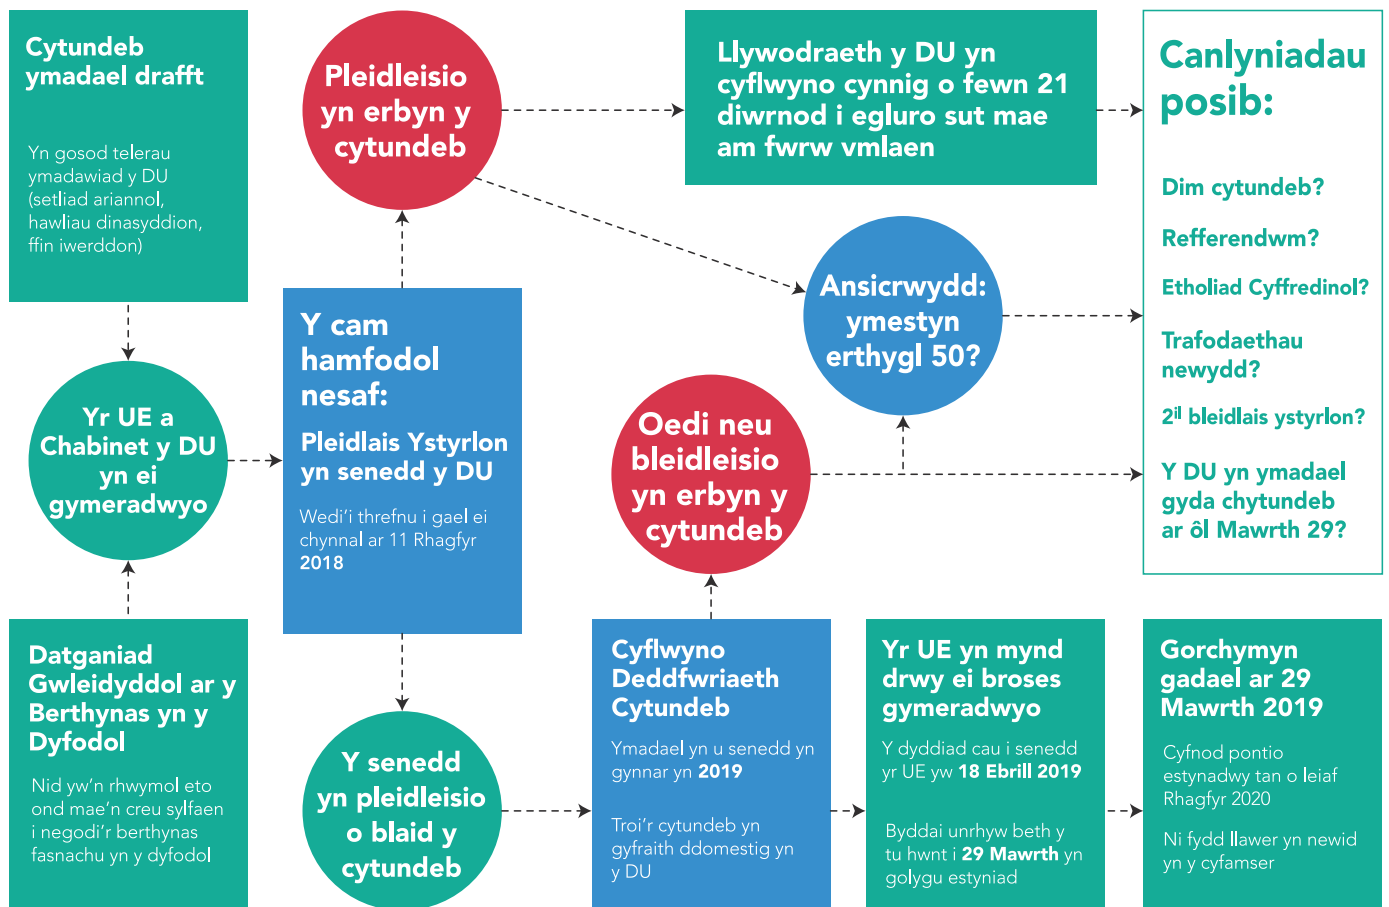 Cytundeb
ymadael drafft
Yn gosod telerau
ymadawiad y DU
(setliad ariannol,
hawliau dinasyddion,
ffin iwerddon)
Yr UE a
Chabinet y DU
yn ei
gymeradwyo
Datganiad
Gwleidyddol ar y
Berthynas yn y
Dyfodol
Nid yw'n rhwymol eto
ond mae'n creu sylfaen
i negodi'r berthynas
fasnachu yn y dyfodol
Y cam
hamfodol
nesaf:
Pleidlais Ystyrlon
yn senedd y DU
Wedi'i threfnu i gael ei
chynnal ar 11 Rhagfyr
2018
Pleidleisio
yn erbyn y
cytundeb
Llywodraeth y DU yn
cyflwyno cynnig o fewn 21
diwrnod i egluro sut mae
am fwrw vmlaen
Ansicrwydd:
ymestyn
erthygl 50?
Oedi neu
bleidleisio
yn erbyn y
cytundeb
Canlyniadau
posib:
Dim cytundeb?
Refferendwm?
Etholiad Cyffredinol?
Trafodaethau
newydd?
2il bleidlais ystyrlon?
Y DU yn ymadael
gyda chytundeb
ar ôl Mawrth 29?
Y senedd
yn pleidleisio
o blaid y
cytundeb
Cyflwyno
Deddfwriaeth
Cytundeb
Ymadael yn u senedd yn
gynnar yn 2019
Troi'r cytundeb yn
gyfraith ddomestig yn
y DU
Yr UE yn mynd
drwy ei broses
gymeradwyo
Y dyddiad cau i senedd
yr UE yw 18 Ebrill 2019
Byddai unrhyw beth y
tu hwnt i 29 Mawrth yn
golygu estyniad
Gorchymyn
gadael ar 29
Mawrth 2019
Cyfnod pontio
estynadwy tan o leiaf
Rhagfyr 2020
Ni fydd llawer yn newid
yn y cyfamser